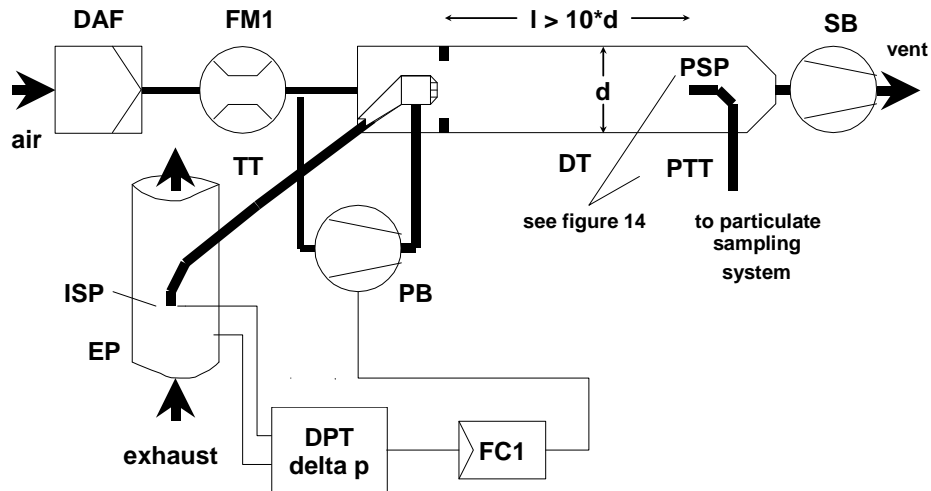 DAF
FM1
l > 10*d
SB
vent
PSP
d
air
TT
DT
PTT
see figure 14
to particulate
sampling
system
ISP
PB
EP
DPT
delta p
FC1
exhaust